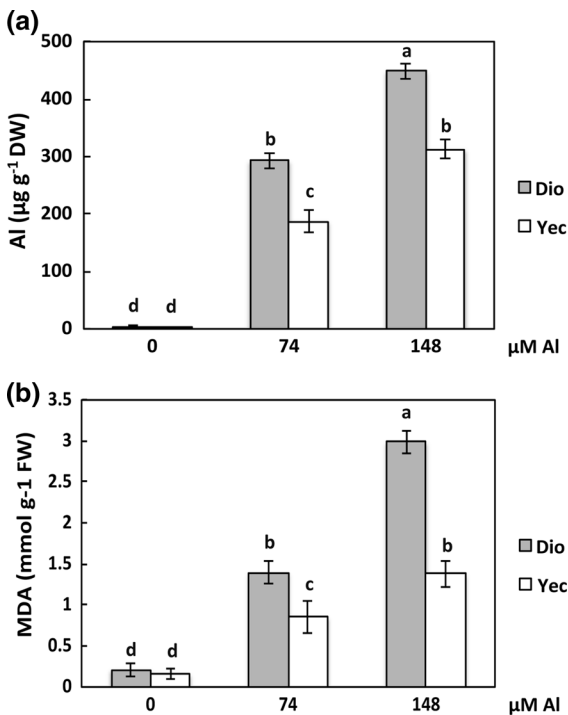 (a)
500
400
300
200
100
0
Al (µg g⁻¹ DW)
d d
b
c
a
b
0 74 148 µM Al
Dio
Yec
(b)
3.5
3
2.5
2
1.5
1
0.5
0
MDA (mmol g-1 FW)
d d
b
c
a
b
0 74 148 µM Al
Dio
Yec